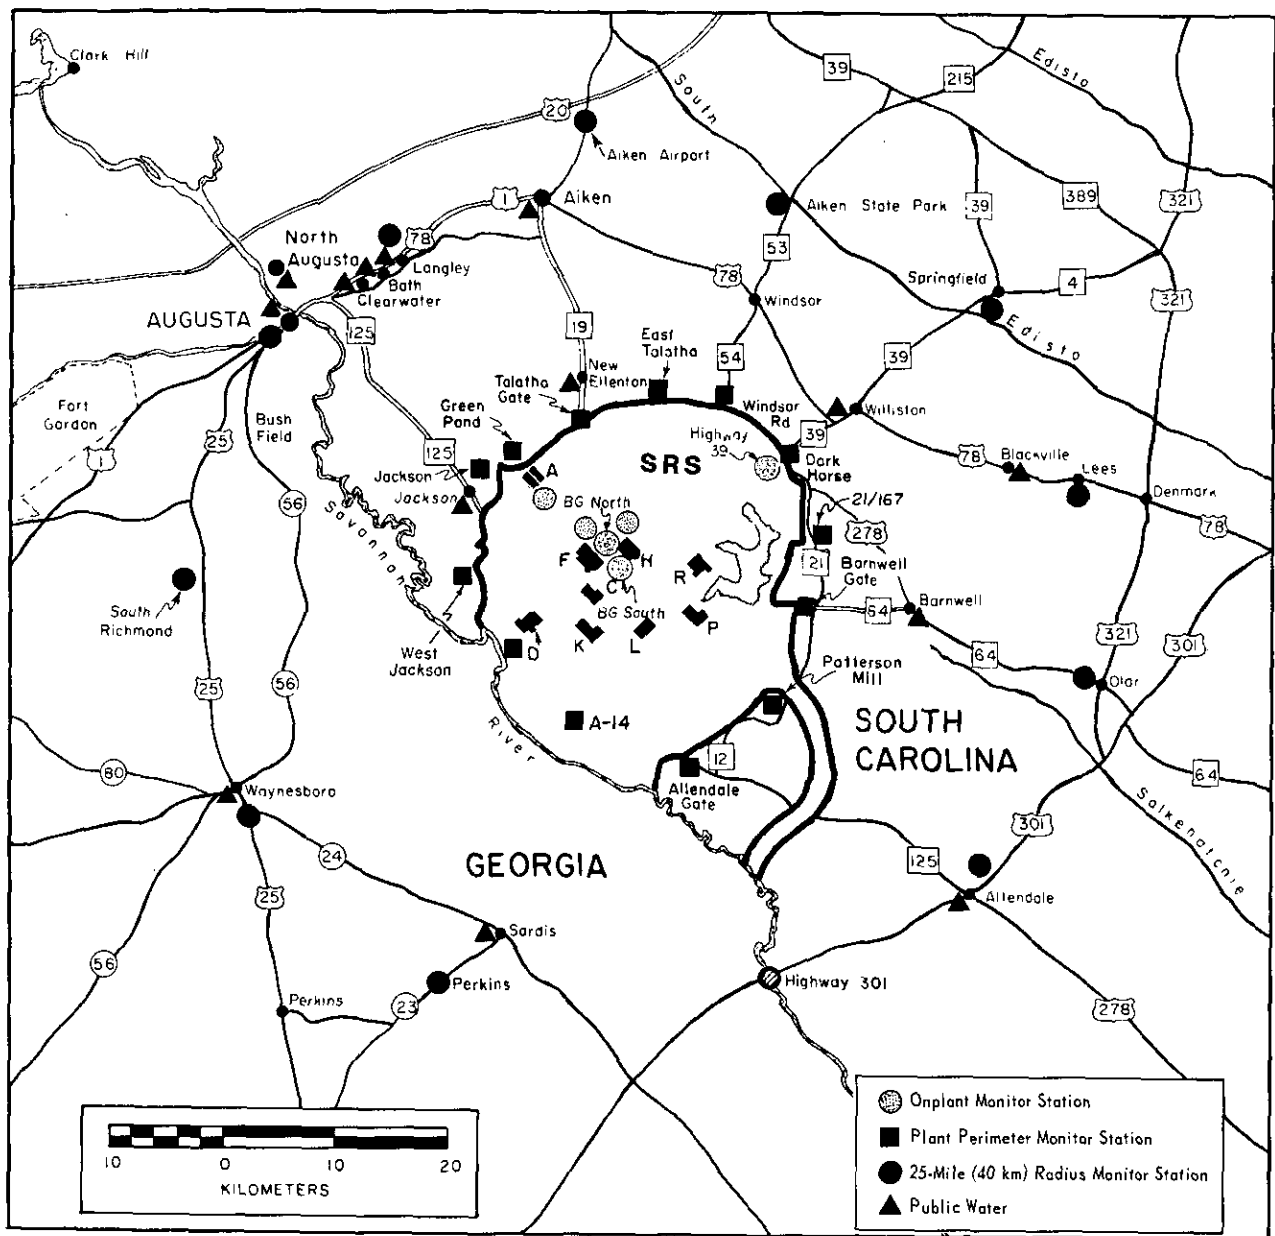 Clark Hill
39
215
Edisto
South
20
Aiken Airport
1
Aiken
Aiken State Park
39
389
321
North
Augusta
78
Langley
Bath
Clearwater
53
78
Windsor
Springfield
4
321
AUGUSTA
125
19
East
Talatha
54
39
Edisto
New
Ellenton
Talatha
Gate
Fort
Gordon
Bush
Field
Green
Pond
Windsor
Rd
Williston
25
1
125
Highway
39
39
SRS
Dark
Horse
78
Blackville
Lees
Jackson
Jackson
A
BG North
21/167
Denmark
56
Savannah
278
78
F
H
R
21
Barnwell
Gate
C
BG South
South
Richmond
64
Barnwell
West
Jackson
D
K
L
P
321
301
64
Patterson
Mill
Olar
25
56
River
A-14
SOUTH
CAROLINA
12
80
Waynesboro
Allendale
Gate
64
Salkehatchie
301
24
GEORGIA
125
25
Allendale
Sardis
56
Perkins
Highway 301
Perkins
23
278
10 0 10 20
KILOMETERS
Onplant Monitor Station
Plant Perimeter Monitor Station
25-Mile (40 km) Radius Monitor Station
Public Water